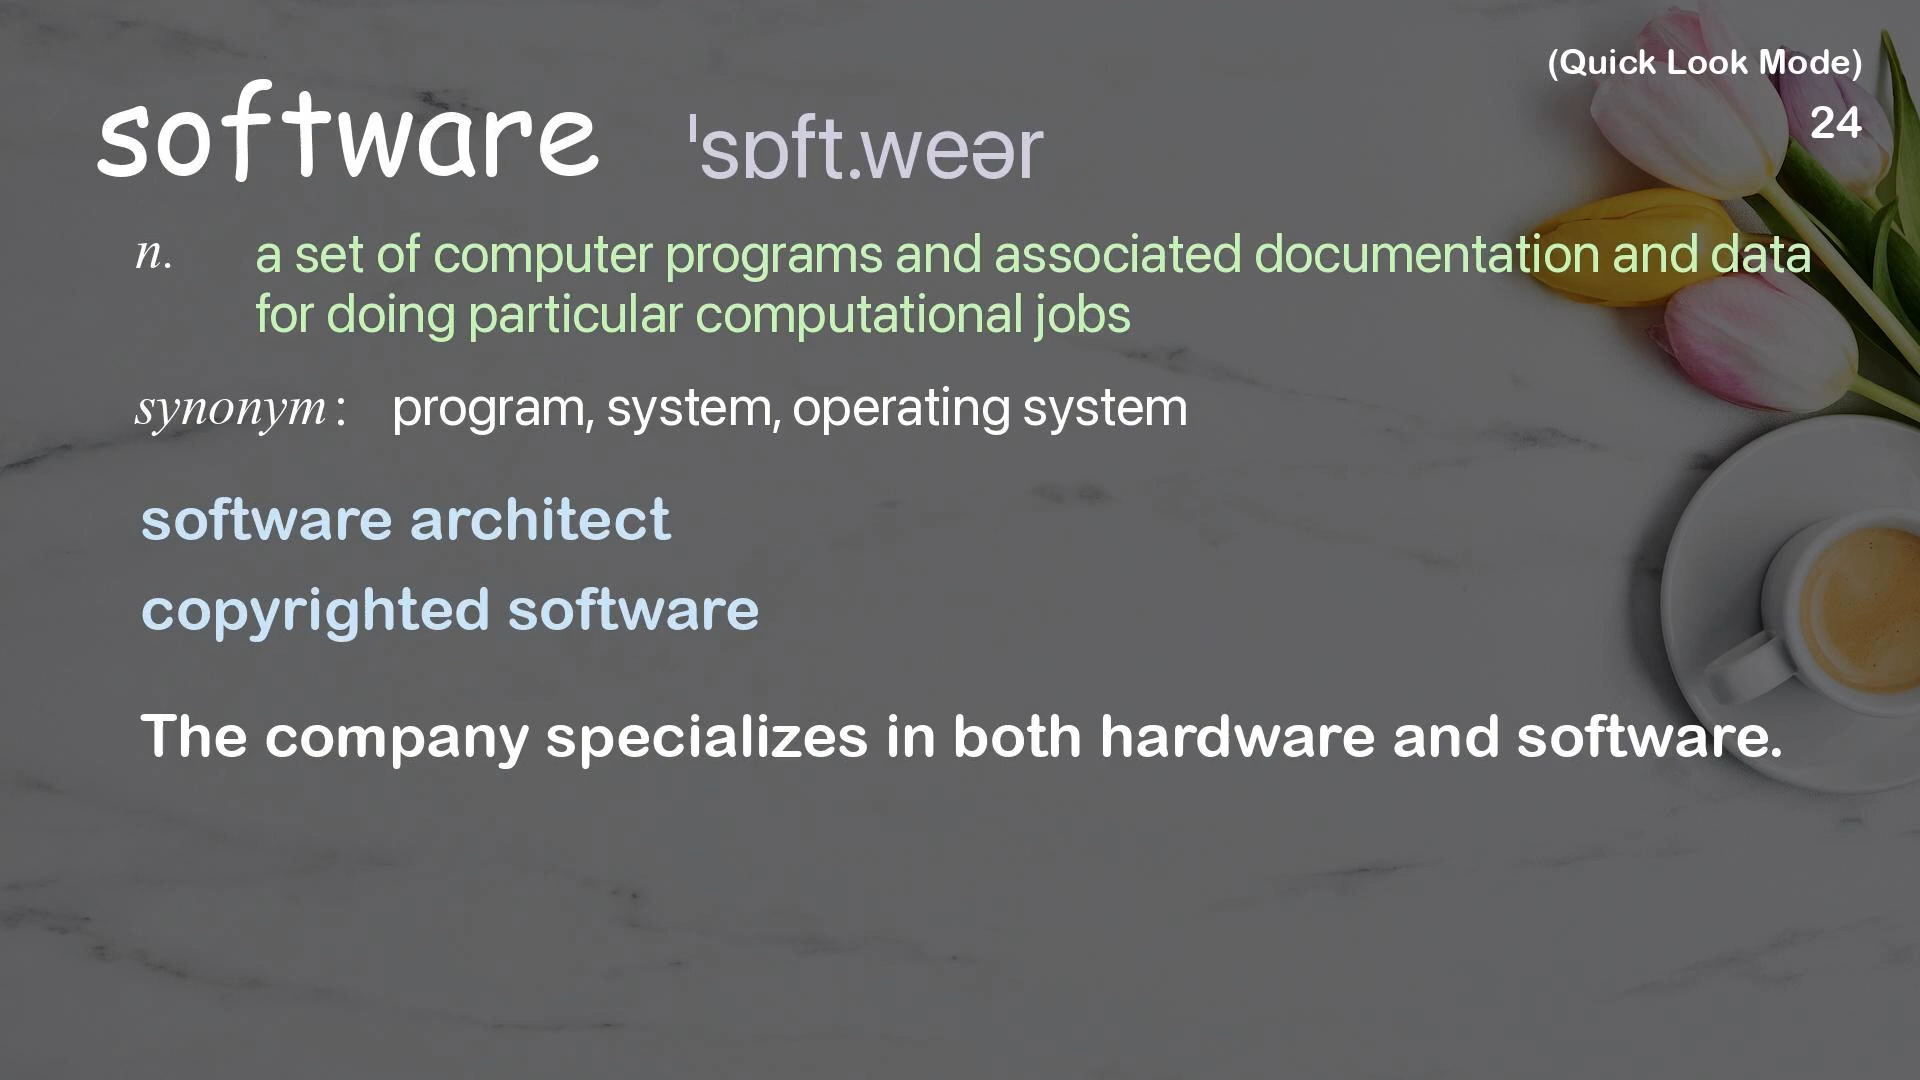 (Quick Look Mode)
24
software ˈsɒft.weər
n. a set of computer programs and associated documentation and data
for doing particular computational jobs
synonym: program, system, operating system
software architect
copyrighted software
The company specializes in both hardware and software.